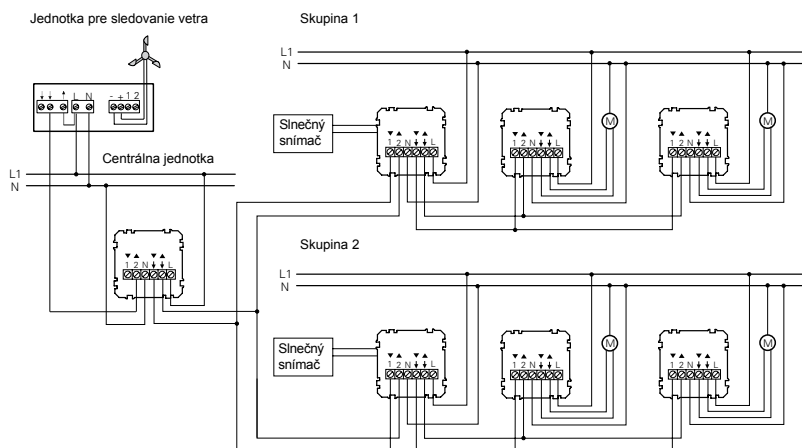 Jednotka pre sledovanie vetra
L N - + 1 2
Centrálna jednotka
L1
N
1 2 N L
Skupina 1
L1
N
Slnečný
snímač
1 2 N L
1 2 N L
M
1 2 N L
M
Skupina 2
L1
N
Slnečný
snímač
1 2 N L
1 2 N L
M
1 2 N L
M